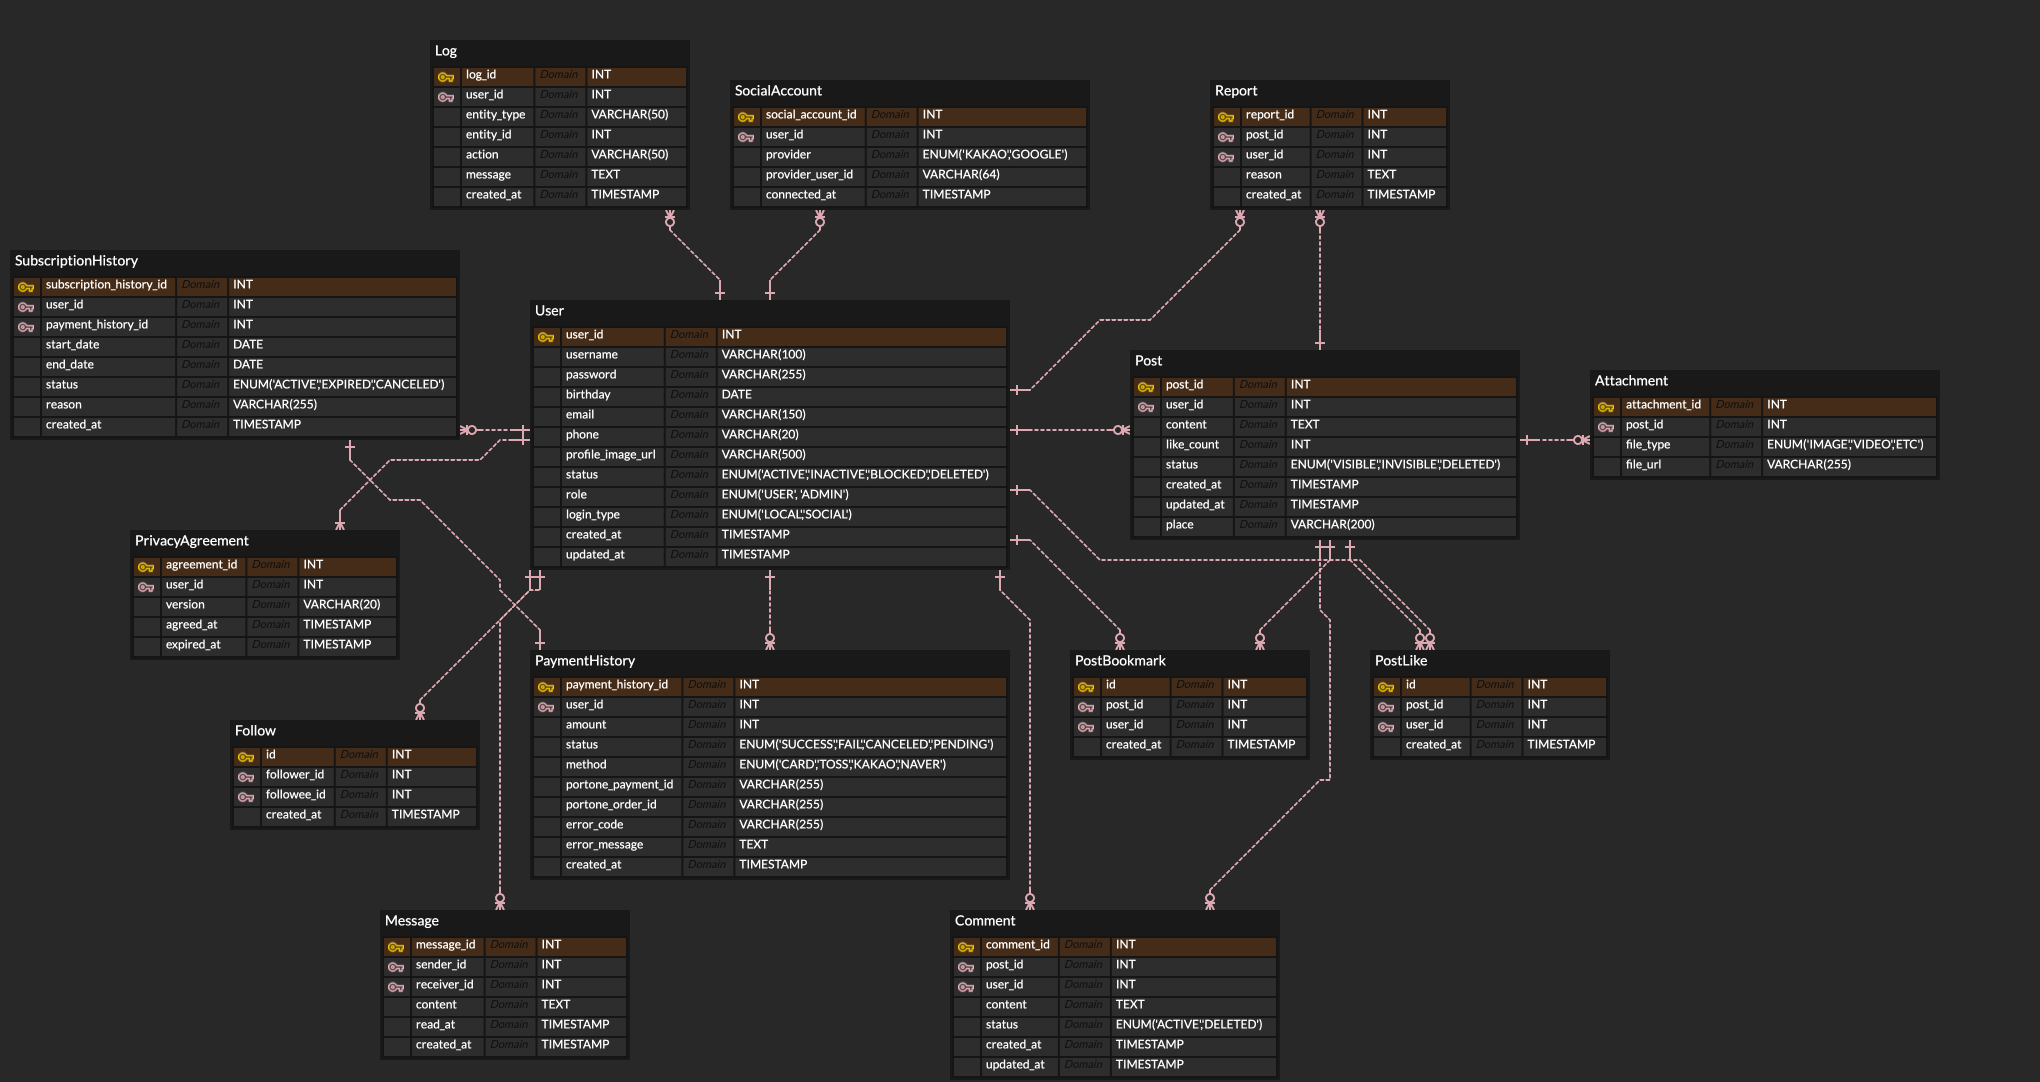 Log
log_id Domain INT
user_id Domain INT
entity_type Domain VARCHAR(50)
entity_id Domain INT
action Domain VARCHAR(50)
message Domain TEXT
created_at Domain TIMESTAMP
SocialAccount
social_account_id Domain INT
user_id Domain INT
provider Domain ENUM('KAKAO','GOOGLE')
provider_user_id Domain VARCHAR(64)
connected_at Domain TIMESTAMP
Report
report_id Domain INT
post_id Domain INT
user_id Domain INT
reason Domain TEXT
created_at Domain TIMESTAMP
SubscriptionHistory
subscription_history_id Domain INT
user_id Domain INT
payment_history_id Domain INT
start_date Domain DATE
end_date Domain DATE
status Domain ENUM('ACTIVE','EXPIRED','CANCELED')
reason Domain VARCHAR(255)
created_at Domain TIMESTAMP
User
user_id Domain INT
username Domain VARCHAR(100)
password Domain VARCHAR(255)
birthday Domain DATE
email Domain VARCHAR(150)
phone Domain VARCHAR(20)
profile_image_url Domain VARCHAR(500)
status Domain ENUM('ACTIVE','INACTIVE','BLOCKED','DELETED')
role Domain ENUM('USER', 'ADMIN')
login_type Domain ENUM('LOCAL','SOCIAL')
created_at Domain TIMESTAMP
updated_at Domain TIMESTAMP
Post
post_id Domain INT
user_id Domain INT
content Domain TEXT
like_count Domain INT
status Domain ENUM('VISIBLE','INVISIBLE','DELETED')
created_at Domain TIMESTAMP
updated_at Domain TIMESTAMP
place Domain VARCHAR(200)
Attachment
attachment_id Domain INT
post_id Domain INT
file_type Domain ENUM('IMAGE','VIDEO','ETC')
file_url Domain VARCHAR(255)
PrivacyAgreement
agreement_id Domain INT
user_id Domain INT
version Domain VARCHAR(20)
agreed_at Domain TIMESTAMP
expired_at Domain TIMESTAMP
Follow
id Domain INT
follower_id Domain INT
followee_id Domain INT
created_at Domain TIMESTAMP
PaymentHistory
payment_history_id Domain INT
user_id Domain INT
amount Domain INT
status Domain ENUM('SUCCESS','FAIL','CANCELED','PENDING')
method Domain ENUM('CARD','TOSS','KAKAO','NAVER')
portone_payment_id Domain VARCHAR(255)
portone_order_id Domain VARCHAR(255)
error_code Domain VARCHAR(255)
error_message Domain TEXT
created_at Domain TIMESTAMP
PostBookmark
id Domain INT
post_id Domain INT
user_id Domain INT
created_at Domain TIMESTAMP
PostLike
id Domain INT
post_id Domain INT
user_id Domain INT
created_at Domain TIMESTAMP
Message
message_id Domain INT
sender_id Domain INT
receiver_id Domain INT
content Domain TEXT
read_at Domain TIMESTAMP
created_at Domain TIMESTAMP
Comment
comment_id Domain INT
post_id Domain INT
user_id Domain INT
content Domain TEXT
status Domain ENUM('ACTIVE','DELETED')
created_at Domain TIMESTAMP
updated_at Domain TIMESTAMP